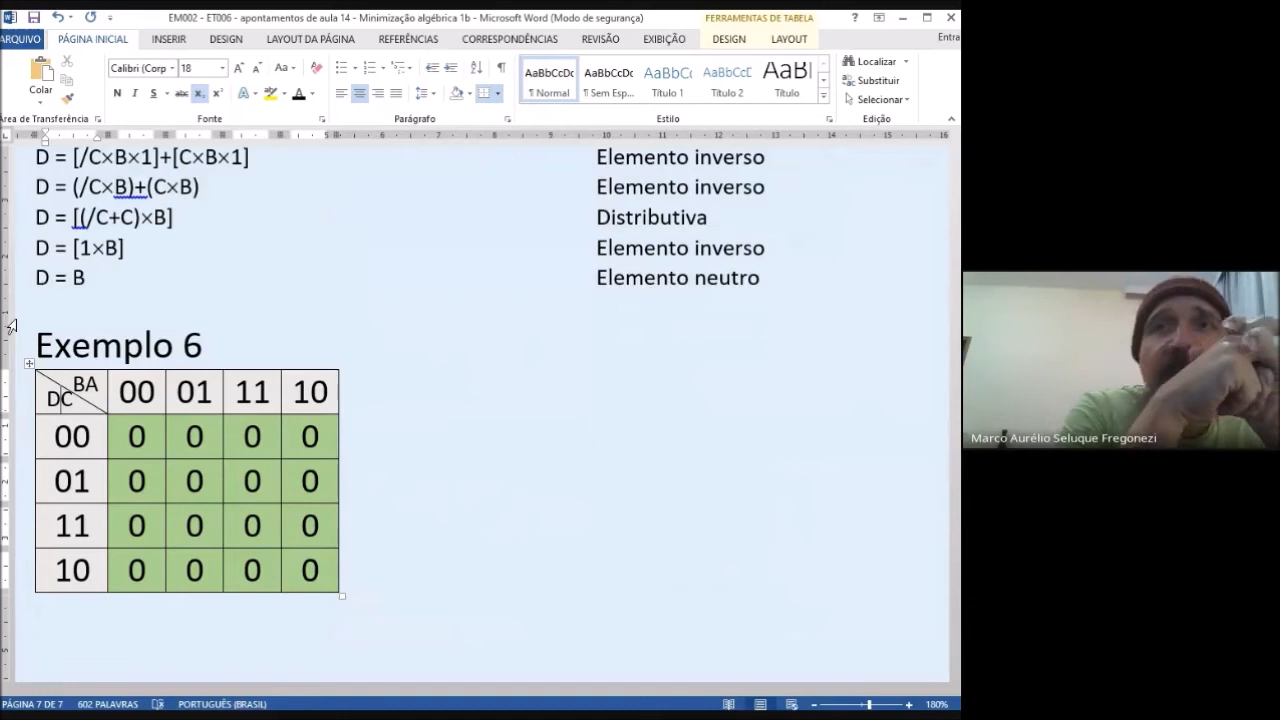 EM002 - ET006 - apontamentos de aula 14 - Minimização algébrica 1b - Microsoft Word (Modo de segurança)
FERRAMENTAS DE TABELA
ARQUIVO PÁGINA INICIAL INSERIR DESIGN LAYOUT DA PÁGINA REFERÊNCIAS CORRESPONDÊNCIAS REVISÃO EXIBIÇÃO DESIGN LAYOUT Entra
Colar
Calibri (Corp 18
AaBbCcDc AaBbCcDc AaBbCc AaBbCcD AaBl
¶ Normal ¶ Sem Esp... Título 1 Título 2 Título
Localizar
Substituir
Selecionar
Área de Transferência Fonte Parágrafo Estilo Edição
D = [/C×B×1]+[C×B×1] Elemento inverso
D = (/C×B)+(C×B) Elemento inverso
D = [(/C+C)×B] Distributiva
D = [1×B] Elemento inverso
D = B Elemento neutro
Exemplo 6
BA
DC 00 01 11 10
00 0 0 0 0
01 0 0 0 0
11 0 0 0 0
10 0 0 0 0
Marco Aurélio Seluque Fregonezi
PÁGINA 7 DE 7 602 PALAVRAS PORTUGUÊS (BRASIL) 180%